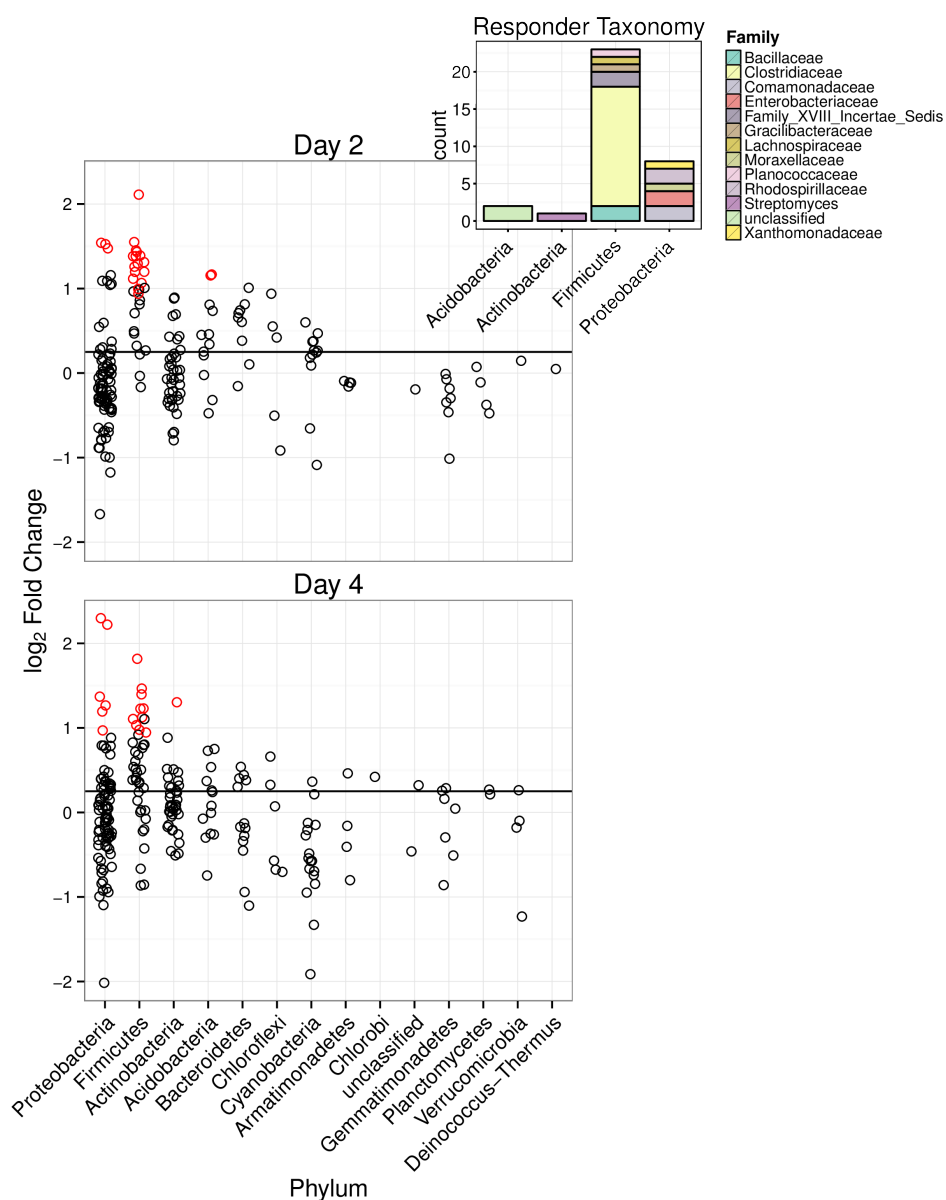 Responder Taxonomy
count
20
15
10
5
0
Acidobacteria
Actinobacteria
Firmicutes
Proteobacteria
Family
Bacillaceae
Clostridiaceae
Comamonadaceae
Enterobacteriaceae
Family_XVIII_Incertae_Sedis
Gracilibacteraceae
Lachnospiraceae
Moraxellaceae
Planococcaceae
Rhodospirillaceae
Streptomyces
unclassified
Xanthomonadaceae
Day 2
2
1
0
−1
−2
log2 Fold Change
Day 4
2
1
0
−1
−2
Proteobacteria
Firmicutes
Actinobacteria
Acidobacteria
Bacteroidetes
Chloroflexi
Cyanobacteria
Armatimonadetes
Chlorobi
unclassified
Gemmatimonadetes
Planctomycetes
Verrucomicrobia
Deinococcus−Thermus
Phylum